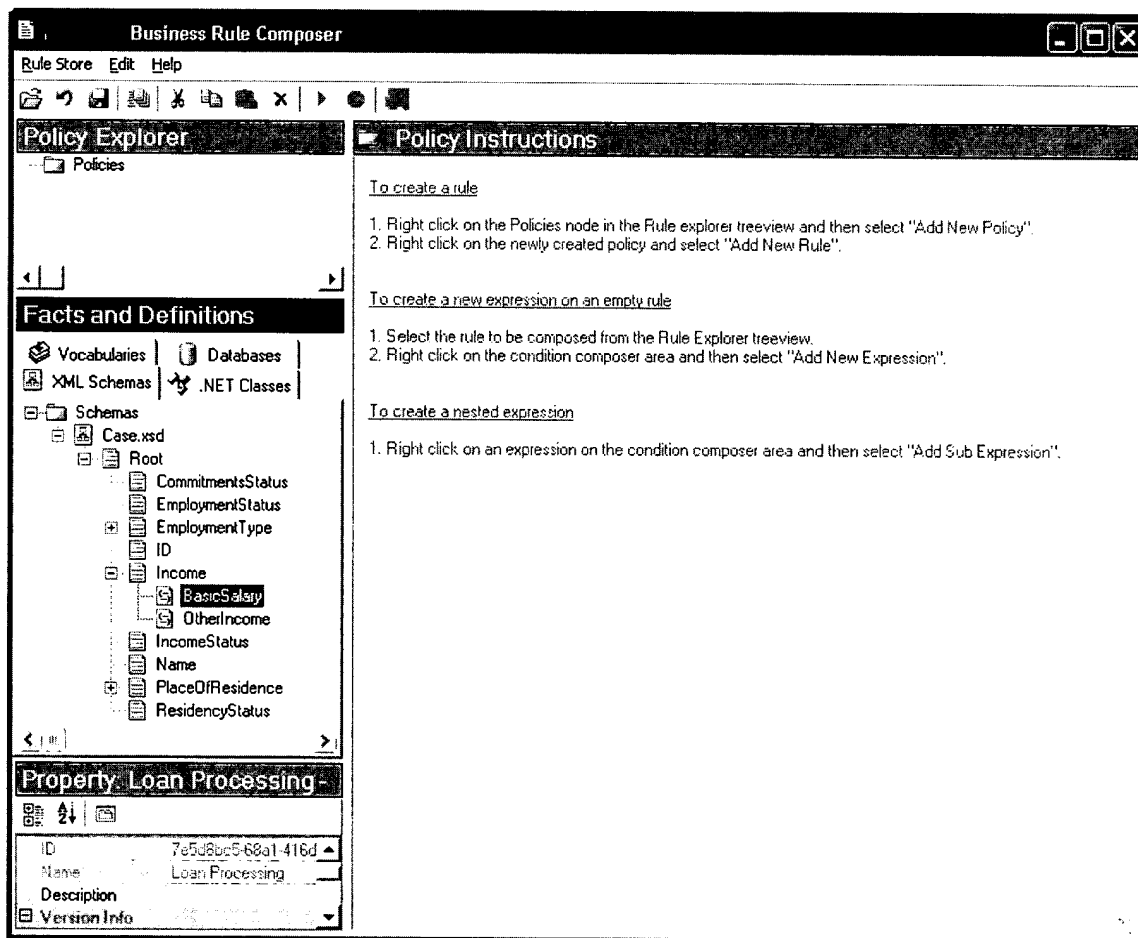 Business Rule Composer
Rule Store Edit Help
Policy Explorer
Policies
Policy Instructions
To create a rule
1. Right click on the Policies node in the Rule explorer treeview and then select "Add New Policy".
2. Right click on the newly created policy and select "Add New Rule".
To create a new expression on an empty rule
1. Select the rule to be composed from the Rule Explorer treeview.
2. Right click on the condition composer area and then select "Add New Expression".
To create a nested expression
1. Right click on an expression on the condition composer area and then select "Add Sub Expression".
Facts and Definitions
Vocabularies Databases
XML Schemas .NET Classes
Schemas
Case.xsd
Root
CommitmentsStatus
EmploymentStatus
EmploymentType
ID
Income
BasicSalary
OtherIncome
IncomeStatus
Name
PlaceOfResidence
ResidencyStatus
Property. Loan Processing -
ID 7e5d8bc5-68a1-416d
Name Loan Processing
Description
Version Info